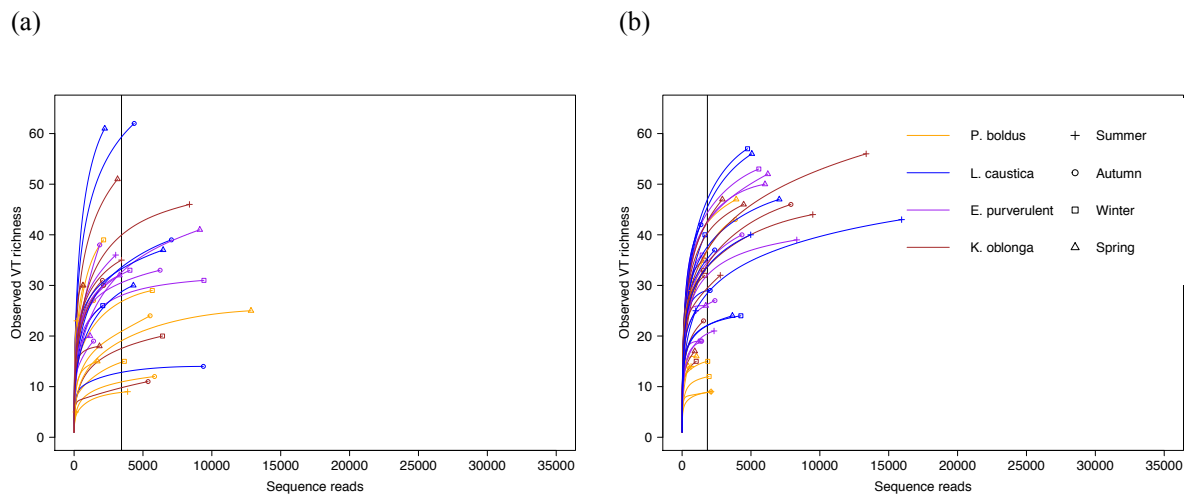 (a)
(b)
Observed VT richness
60
50
40
30
20
10
0
0 5000 10000 15000 20000 25000 30000 35000
Sequence reads
Observed VT richness
60
50
40
30
20
10
0
0 5000 10000 15000 20000 25000 30000 35000
Sequence reads
P. boldus Summer
L. caustica Autumn
E. purverulent Winter
K. oblonga Spring